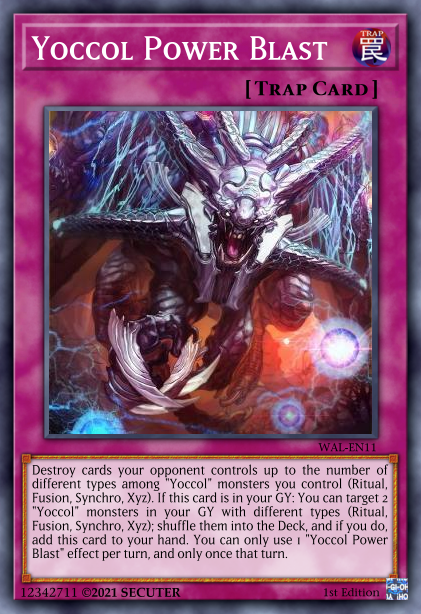 Yoccol Power Blast
TRAP
罠
[Trap Card]
WAL-EN11
Destroy cards your opponent controls up to the number of
different types among "Yoccol" monsters you control (Ritual,
Fusion, Synchro, Xyz). If this card is in your GY: You can target 2
"Yoccol" monsters in your GY with different types (Ritual,
Fusion, Synchro, Xyz); shuffle them into the Deck, and if you do,
add this card to your hand. You can only use 1 "Yoccol Power
Blast" effect per turn, and only once that turn.
12342711 ©2021 SECUTER
1st Edition